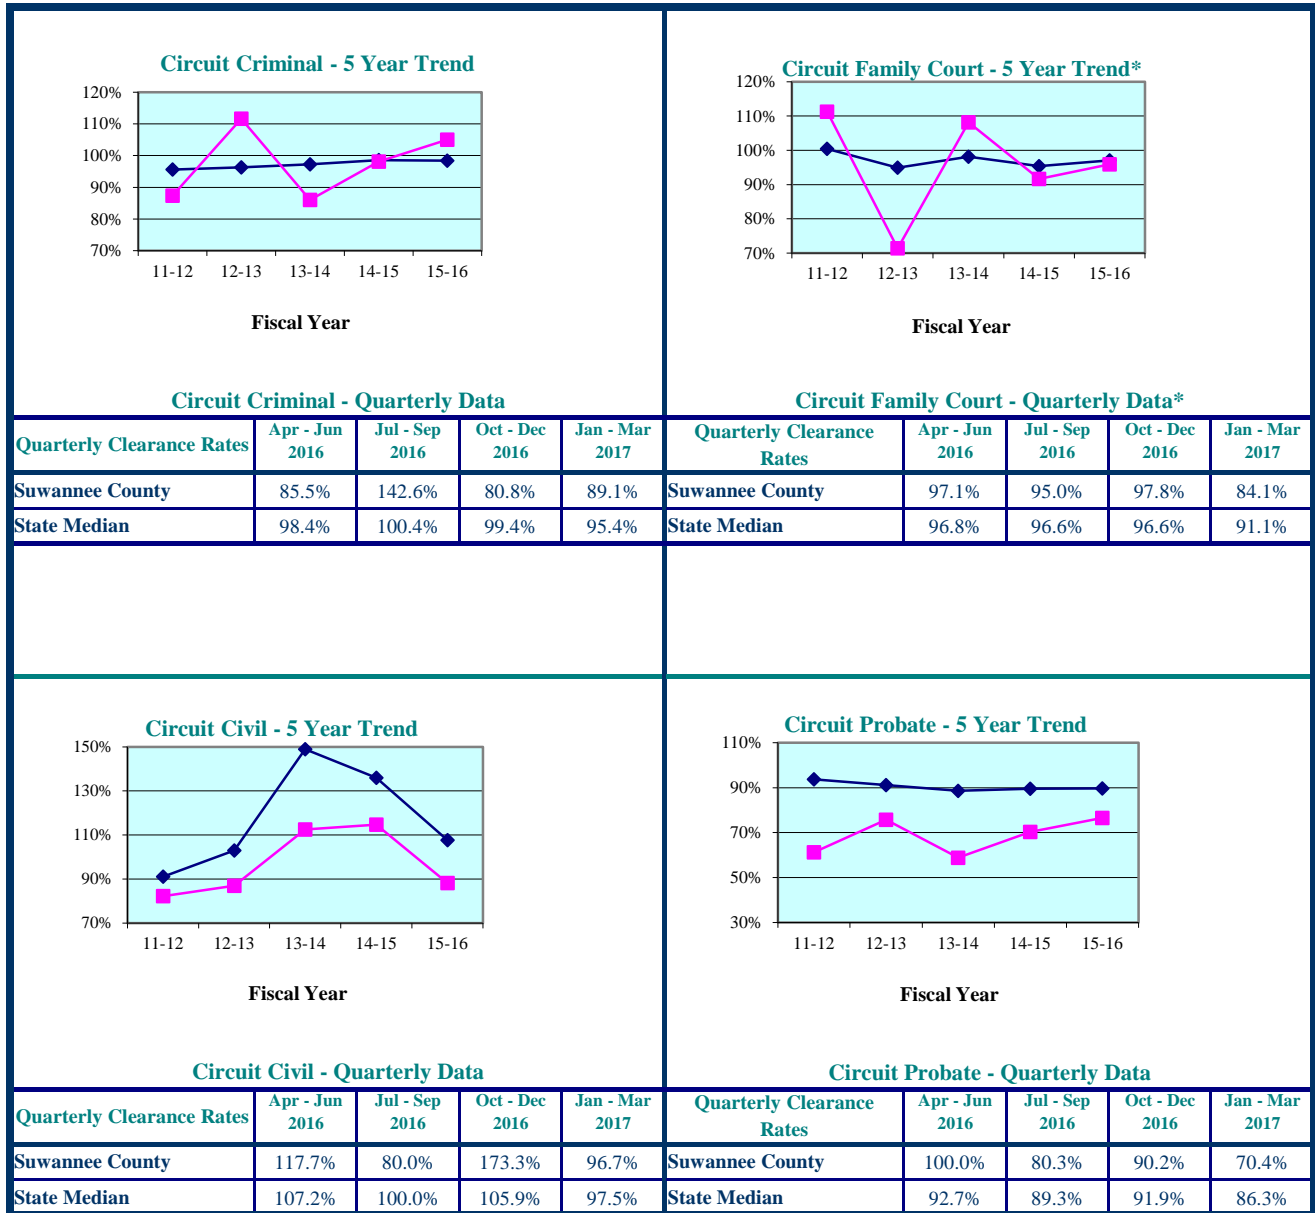 Circuit Criminal - 5 Year Trend
120%
110%
100%
90%
80%
70%
11-12 12-13 13-14 14-15 15-16
Fiscal Year
Circuit Criminal - Quarterly Data
Quarterly Clearance Rates Apr - Jun 2016 Jul - Sep 2016 Oct - Dec 2016 Jan - Mar 2017
Suwannee County 85.5% 142.6% 80.8% 89.1%
State Median 98.4% 100.4% 99.4% 95.4%
Circuit Family Court - 5 Year Trend*
120%
110%
100%
90%
80%
70%
11-12 12-13 13-14 14-15 15-16
Fiscal Year
Circuit Family Court - Quarterly Data*
Quarterly Clearance Rates Apr - Jun 2016 Jul - Sep 2016 Oct - Dec 2016 Jan - Mar 2017
Suwannee County 97.1% 95.0% 97.8% 84.1%
State Median 96.8% 96.6% 96.6% 91.1%
Circuit Civil - 5 Year Trend
150%
130%
110%
90%
70%
11-12 12-13 13-14 14-15 15-16
Fiscal Year
Circuit Civil - Quarterly Data
Quarterly Clearance Rates Apr - Jun 2016 Jul - Sep 2016 Oct - Dec 2016 Jan - Mar 2017
Suwannee County 117.7% 80.0% 173.3% 96.7%
State Median 107.2% 100.0% 105.9% 97.5%
Circuit Probate - 5 Year Trend
110%
90%
70%
50%
30%
11-12 12-13 13-14 14-15 15-16
Fiscal Year
Circuit Probate - Quarterly Data
Quarterly Clearance Rates Apr - Jun 2016 Jul - Sep 2016 Oct - Dec 2016 Jan - Mar 2017
Suwannee County 100.0% 80.3% 90.2% 70.4%
State Median 92.7% 89.3% 91.9% 86.3%